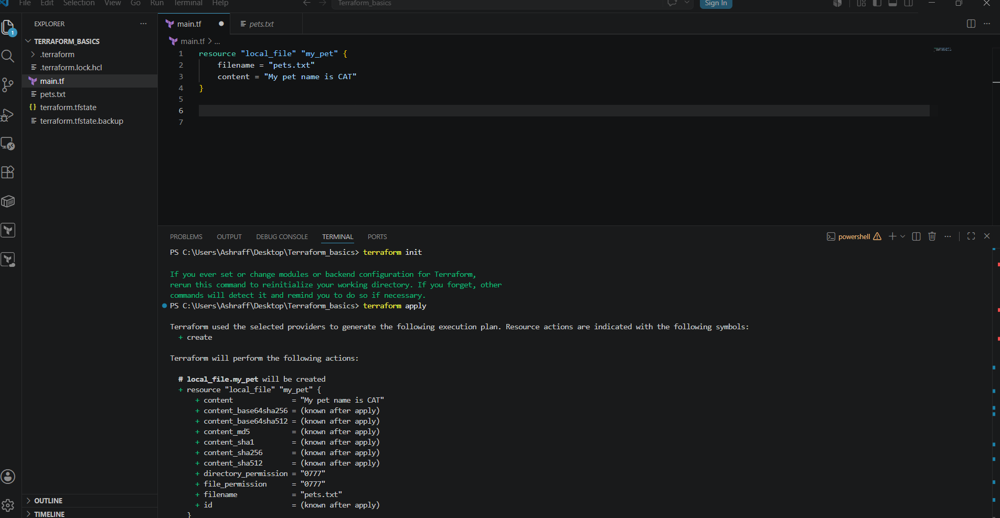 File Edit Selection View Go Run Terminal Help
Terraform_basics
Sign In
EXPLORER
1
TERRAFORM_BASICS
.terraform
.terraform.lock.hcl
main.tf
pets.txt
terraform.tfstate
terraform.tfstate.backup
OUTLINE
TIMELINE
main.tf
pets.txt
main.tf > ...
1 resource "local_file" "my_pet" {
2 filename = "pets.txt"
3 content = "My pet name is CAT"
4 }
5
6
7
PROBLEMS OUTPUT DEBUG CONSOLE TERMINAL PORTS
powershell
PS C:\Users\Ashraff\Desktop\Terraform_basics> terraform init
If you ever set or change modules or backend configuration for Terraform,
rerun this command to reinitialize your working directory. If you forget, other
commands will detect it and remind you to do so if necessary.
PS C:\Users\Ashraff\Desktop\Terraform_basics> terraform apply
Terraform used the selected providers to generate the following execution plan. Resource actions are indicated with the following symbols:
+ create
Terraform will perform the following actions:
# local_file.my_pet will be created
+ resource "local_file" "my_pet" {
+ content = "My pet name is CAT"
+ content_base64sha256 = (known after apply)
+ content_base64sha512 = (known after apply)
+ content_md5 = (known after apply)
+ content_sha1 = (known after apply)
+ content_sha256 = (known after apply)
+ content_sha512 = (known after apply)
+ directory_permission = "0777"
+ file_permission = "0777"
+ filename = "pets.txt"
+ id = (known after apply)
}